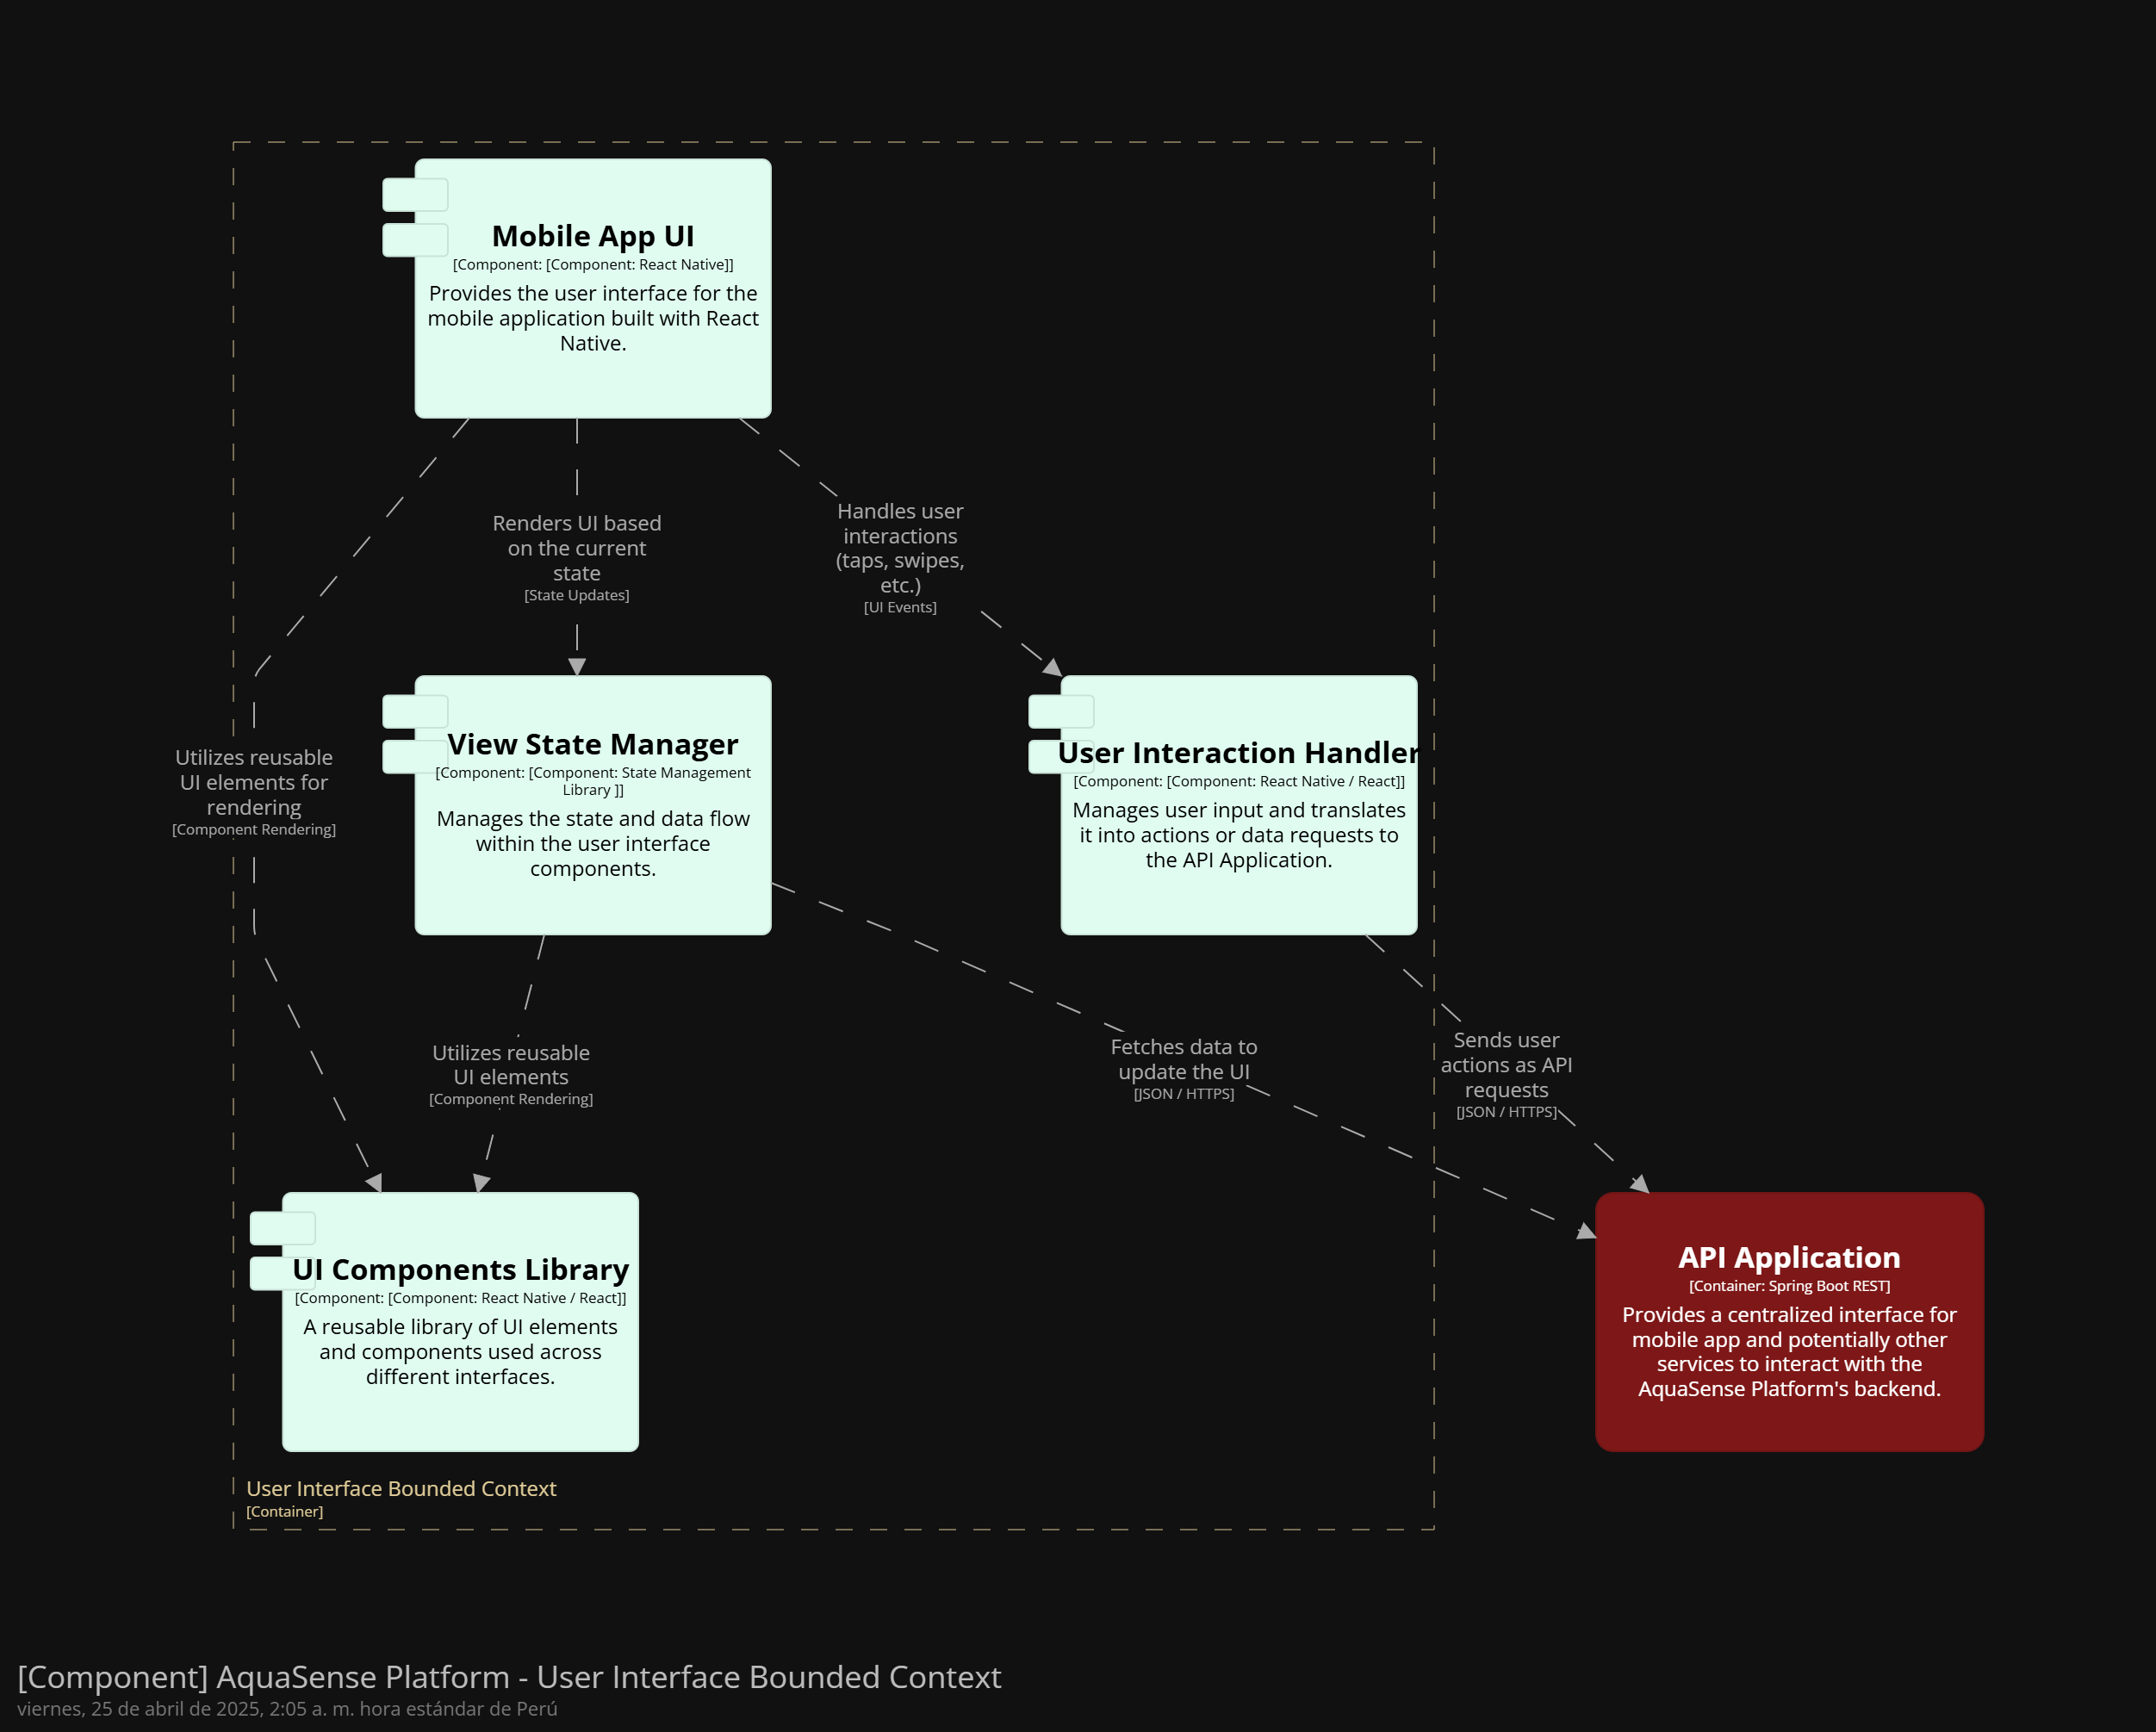 Mobile App UI
[Component: [Component: React Native]]
Provides the user interface for the
mobile application built with React
Native.
Renders UI based
on the current
state
[State Updates]
Handles user
interactions
(taps, swipes,
etc.)
[UI Events]
Utilizes reusable
UI elements for
rendering
[Component Rendering]
View State Manager
[Component: [Component: State Management
Library ]]
Manages the state and data flow
within the user interface
components.
User Interaction Handler
[Component: [Component: React Native / React]]
Manages user input and translates
it into actions or data requests to
the API Application.
Utilizes reusable
UI elements
[Component Rendering]
Fetches data to
update the UI
[JSON / HTTPS]
Sends user
actions as API
requests
[JSON / HTTPS]
UI Components Library
[Component: [Component: React Native / React]]
A reusable library of UI elements
and components used across
different interfaces.
API Application
[Container: Spring Boot REST]
Provides a centralized interface for
mobile app and potentially other
services to interact with the
AquaSense Platform's backend.
User Interface Bounded Context
[Container]
[Component] AquaSense Platform - User Interface Bounded Context
viernes, 25 de abril de 2025, 2:05 a. m. hora estándar de Perú